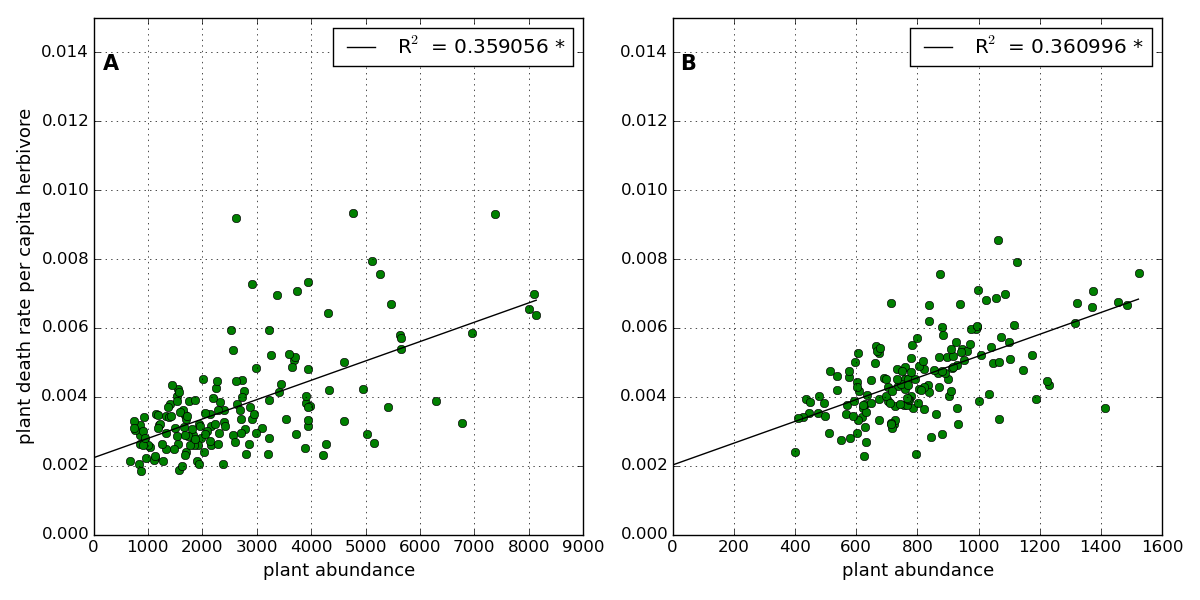 R² = 0.359056 *
A
0.014
0.012
0.010
0.008
0.006
0.004
0.002
0.000
plant death rate per capita herbivore
0 1000 2000 3000 4000 5000 6000 7000 8000 9000
plant abundance
R² = 0.360996 *
B
0.014
0.012
0.010
0.008
0.006
0.004
0.002
0.000
0 200 400 600 800 1000 1200 1400 1600
plant abundance